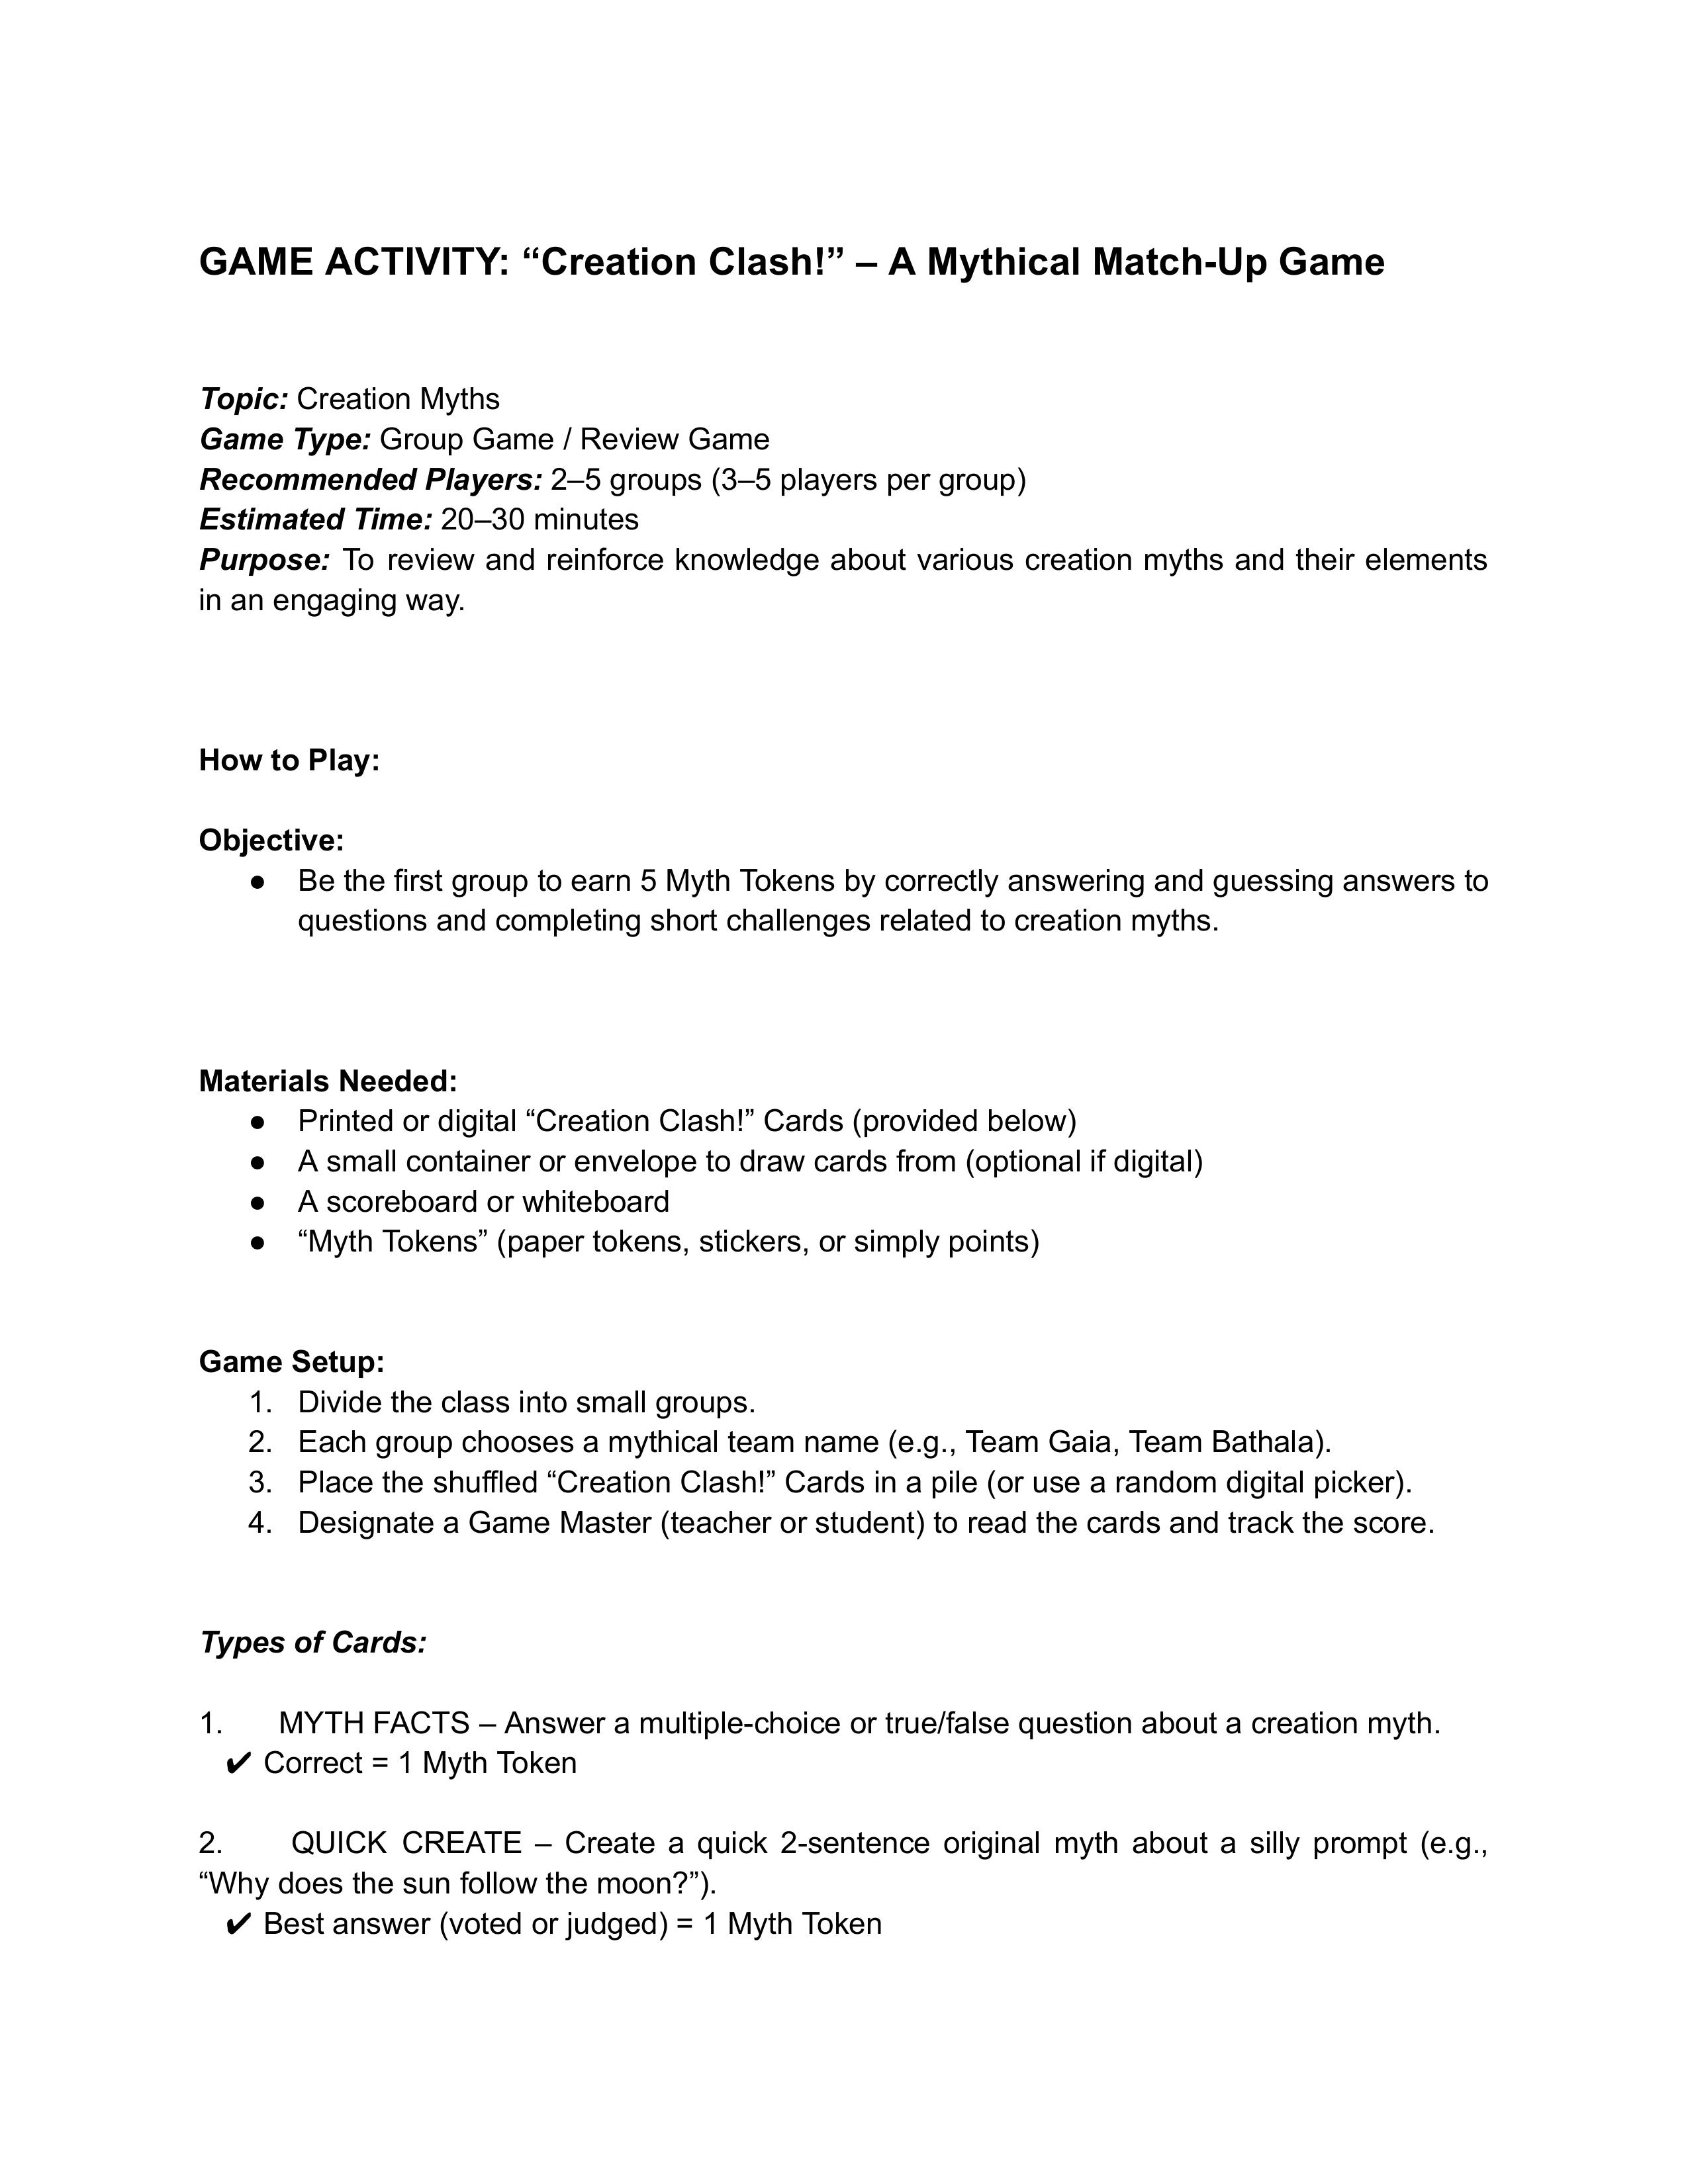 GAME ACTIVITY: “Creation Clash!” – A Mythical Match-Up Game
Topic: Creation Myths
Game Type: Group Game / Review Game
Recommended Players: 2–5 groups (3–5 players per group)
Estimated Time: 20–30 minutes
Purpose: To review and reinforce knowledge about various creation myths and their elements
in an engaging way.
How to Play:
Objective:
● Be the first group to earn 5 Myth Tokens by correctly answering and guessing answers to
questions and completing short challenges related to creation myths.
Materials Needed:
● Printed or digital “Creation Clash!” Cards (provided below)
● A small container or envelope to draw cards from (optional if digital)
● A scoreboard or whiteboard
● “Myth Tokens” (paper tokens, stickers, or simply points)
Game Setup:
1. Divide the class into small groups.
2. Each group chooses a mythical team name (e.g., Team Gaia, Team Bathala).
3. Place the shuffled “Creation Clash!” Cards in a pile (or use a random digital picker).
4. Designate a Game Master (teacher or student) to read the cards and track the score.
Types of Cards:
1. MYTH FACTS – Answer a multiple-choice or true/false question about a creation myth.
✔ Correct = 1 Myth Token
2. QUICK CREATE – Create a quick 2-sentence original myth about a silly prompt (e.g.,
“Why does the sun follow the moon?”).
✔ Best answer (voted or judged) = 1 Myth Token